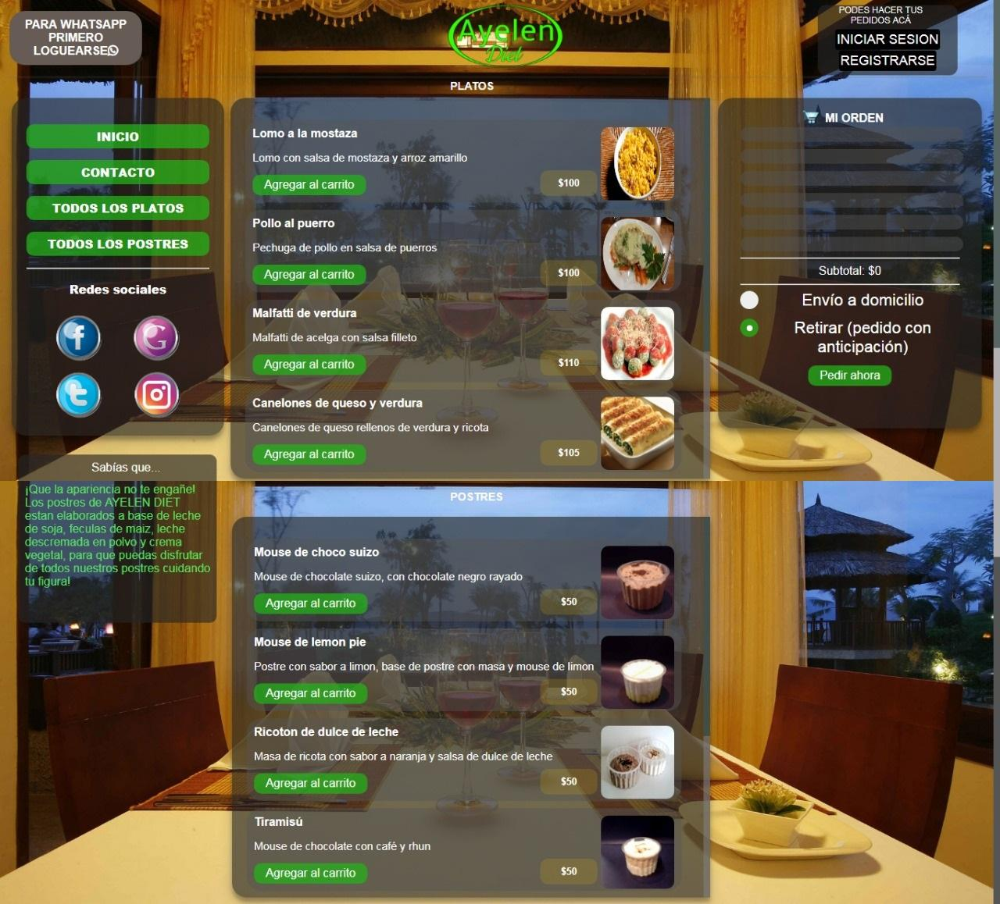 PARA WHATSAPP
PRIMERO
LOGUEARSE
Ayelen
Diet
PODES HACER TUS
PEDIDOS ACÁ
INICIAR SESION
REGISTRARSE
PLATOS
INICIO
CONTACTO
TODOS LOS PLATOS
TODOS LOS POSTRES
Redes sociales
f
G
t
Lomo a la mostaza
Lomo con salsa de mostaza y arroz amarillo
Agregar al carrito
$100
Pollo al puerro
Pechuga de pollo en salsa de puerros
Agregar al carrito
$100
Malfatti de verdura
Malfatti de acelga con salsa filleto
Agregar al carrito
$110
Canelones de queso y verdura
Canelones de queso rellenos de verdura y ricota
Agregar al carrito
$105
MI ORDEN
Subtotal: $0
Envío a domicilio
Retirar (pedido con
anticipación)
Pedir ahora
Sabías que...
¡Que la apariencia no te engañe!
Los postres de AYELEN DIET
estan elaborados a base de leche
de soja, feculas de maiz, leche
descremada en polvo y crema
vegetal, para que puedas disfrutar
de todos nuestros postres cuidando
tu figura!
POSTRES
Mouse de choco suizo
Mouse de chocolate suizo, con chocolate negro rayado
Agregar al carrito
$50
Mouse de lemon pie
Postre con sabor a limon, base de postre con masa y mouse de limon
Agregar al carrito
$50
Ricoton de dulce de leche
Masa de ricota con sabor a naranja y salsa de dulce de leche
Agregar al carrito
$50
Tiramisú
Mouse de chocolate con café y rhun
Agregar al carrito
$50